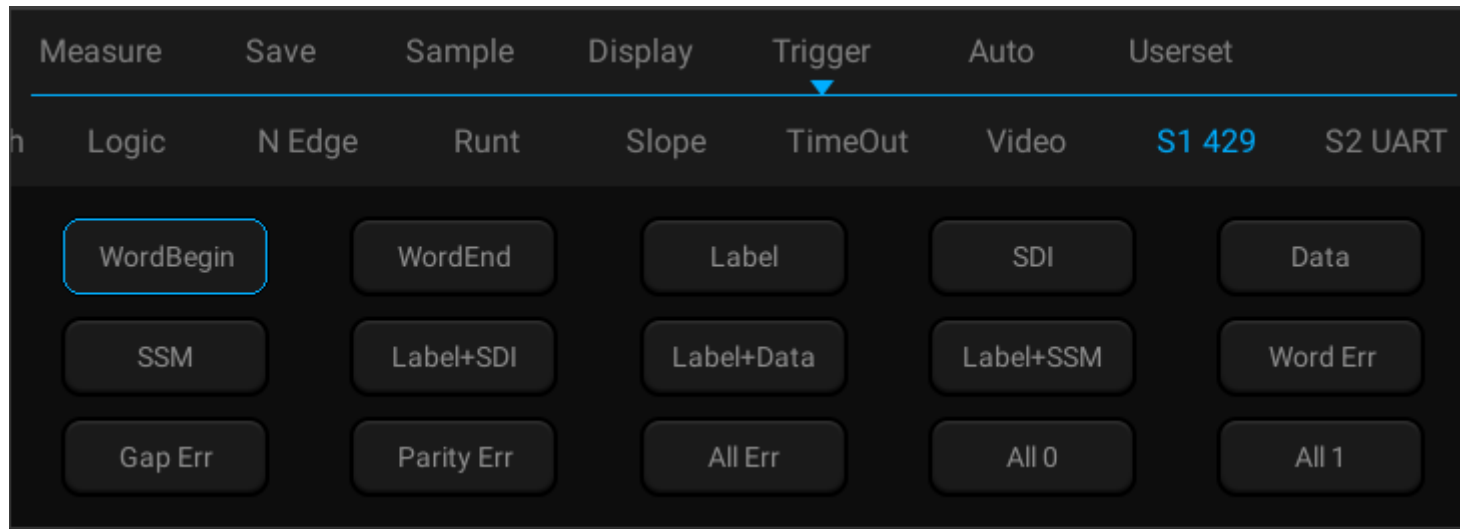 Measure Save Sample Display Trigger Auto Userset
h Logic N Edge Runt Slope TimeOut Video S1 429 S2 UART
WordBegin WordEnd Label SDI Data
SSM Label+SDI Label+Data Label+SSM Word Err
Gap Err Parity Err All Err All 0 All 1